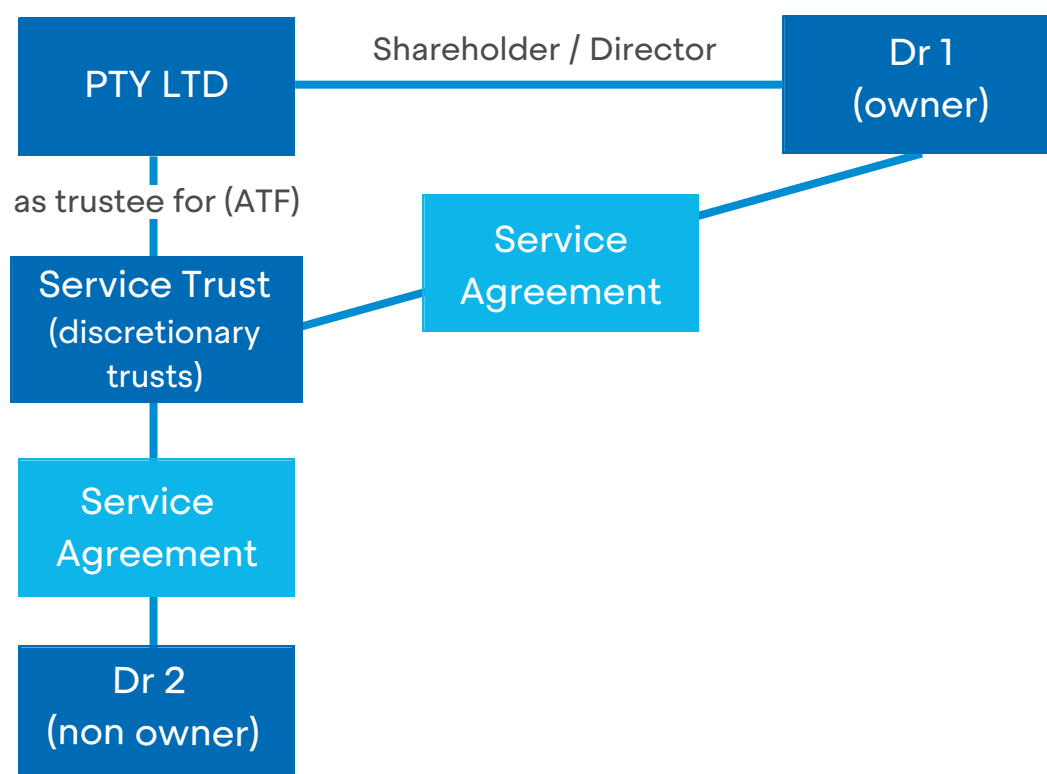 PTY LTD
Shareholder / Director
Dr 1
(owner)
as trustee for (ATF)
Service
Agreement
Service Trust
(discretionary
trusts)
Service
Agreement
Dr 2
(non owner)